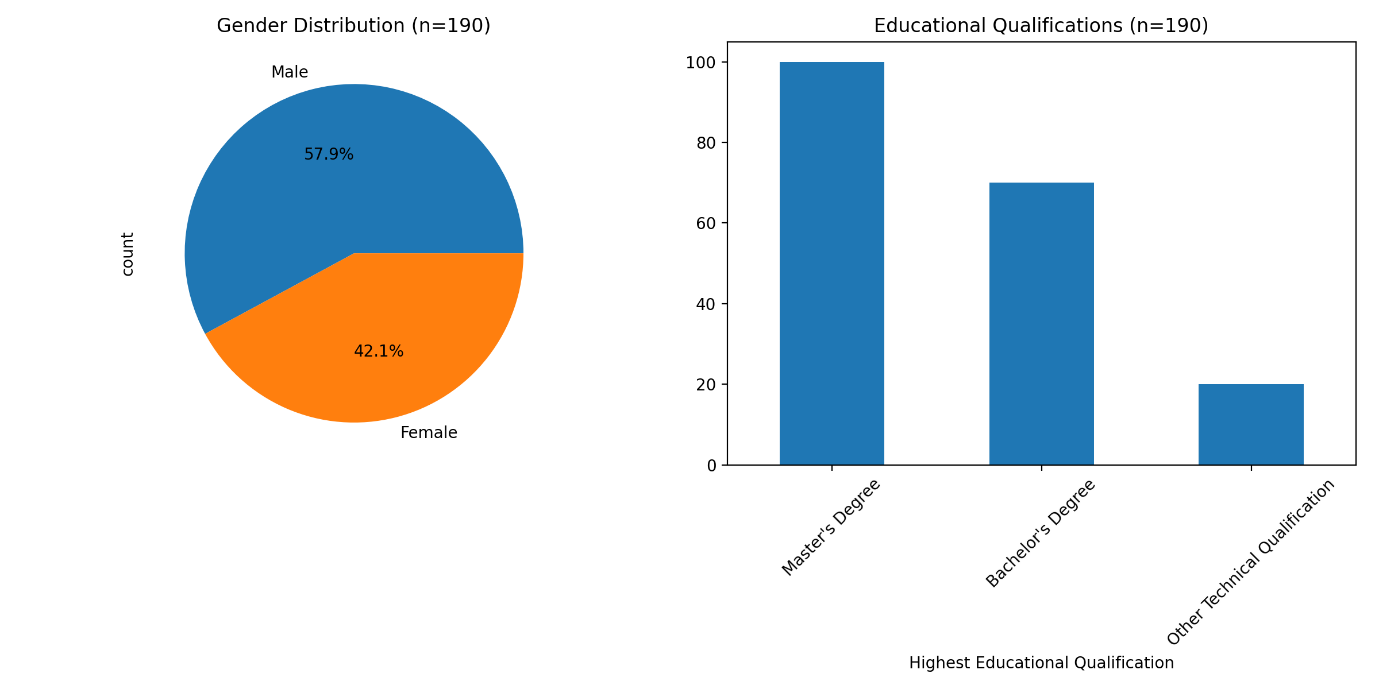 Gender Distribution (n=190)
Male
57.9%
count
42.1%
Female
Educational Qualifications (n=190)
100
80
60
40
20
0
Master's Degree
Bachelor's Degree
Other Technical Qualification
Highest Educational Qualification